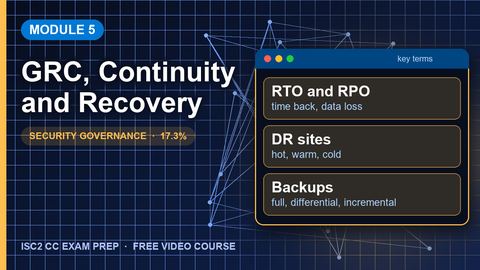 MODULE 5
GRC, Continuity
and Recovery
SECURITY GOVERNANCE · 17.3%
ISC2 CC EXAM PREP · FREE VIDEO COURSE
key terms
RTO and RPO
time back, data loss
DR sites
hot, warm, cold
Backups
full, differential, incremental